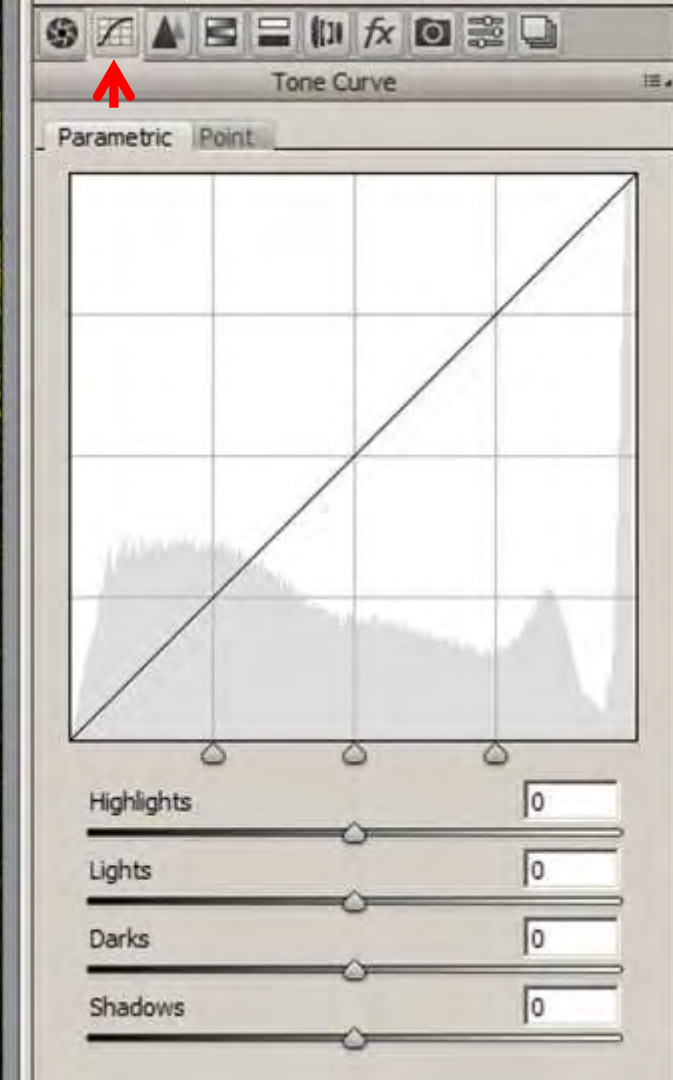 fx
Tone Curve
Parametric Point
Highlights 0
Lights 0
Darks 0
Shadows 0